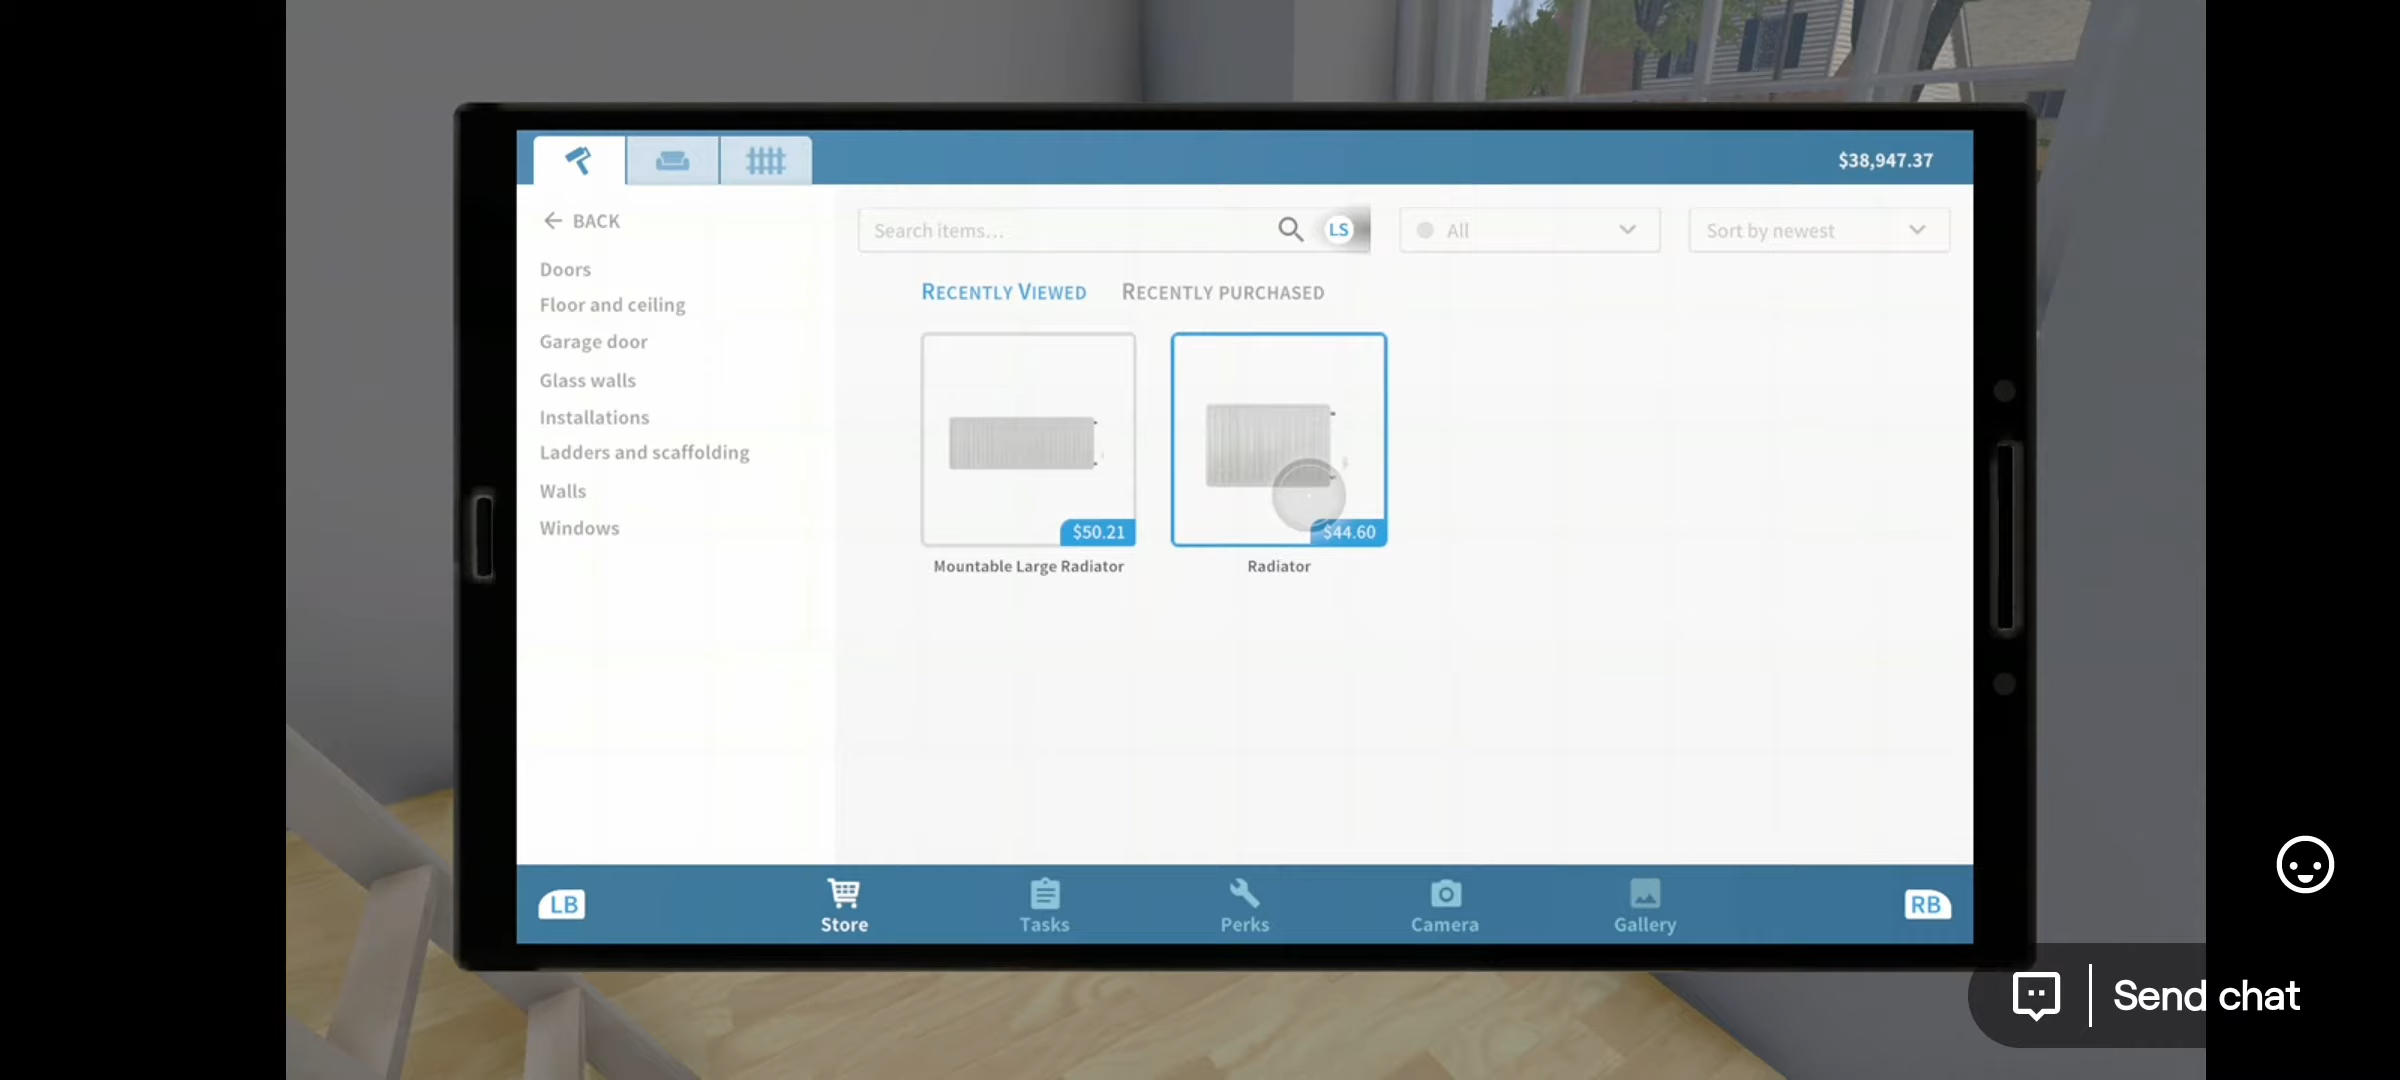 $38,947.37
BACK
Search items...
LS
All
Sort by newest
Doors
Floor and ceiling
Garage door
Glass walls
Installations
Ladders and scaffolding
Walls
Windows
RECENTLY VIEWED
RECENTLY PURCHASED
$50.21
$44.60
Mountable Large Radiator
Radiator
LB
Store
Tasks
Perks
Camera
Gallery
RB
Send chat